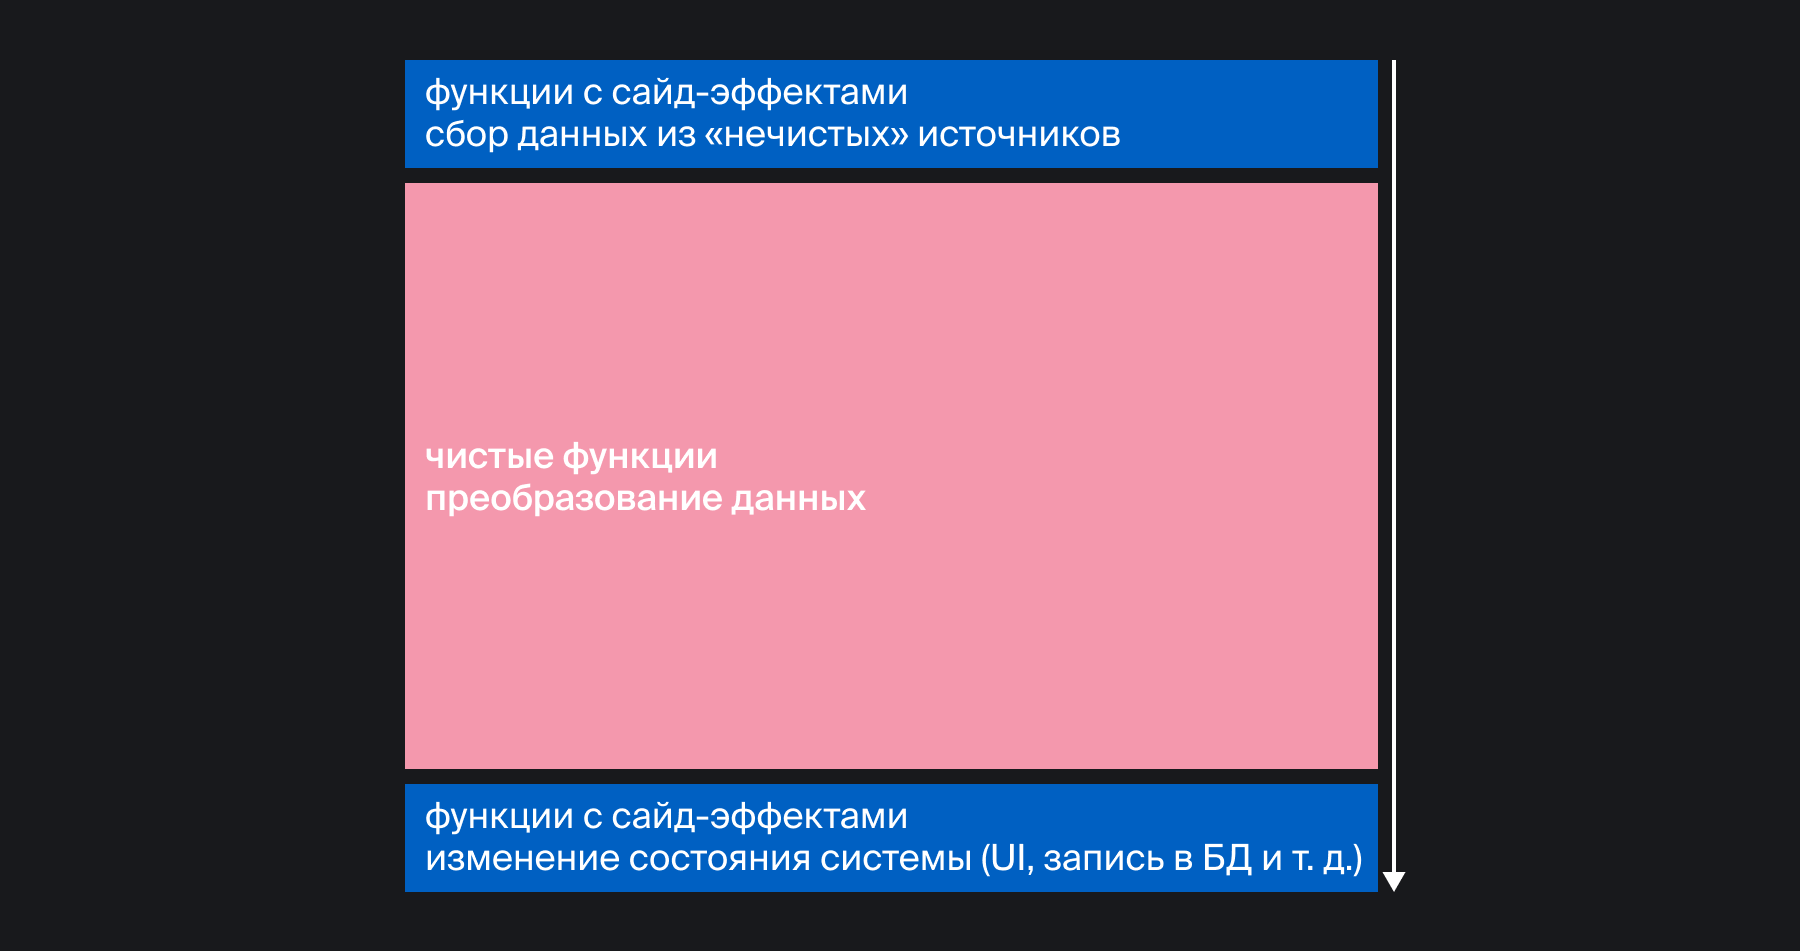 функции с сайд-эффектами
сбор данных из «нечистых» источников
чистые функции
преобразование данных
функции с сайд-эффектами
изменение состояния системы (UI, запись в БД и т. д.)